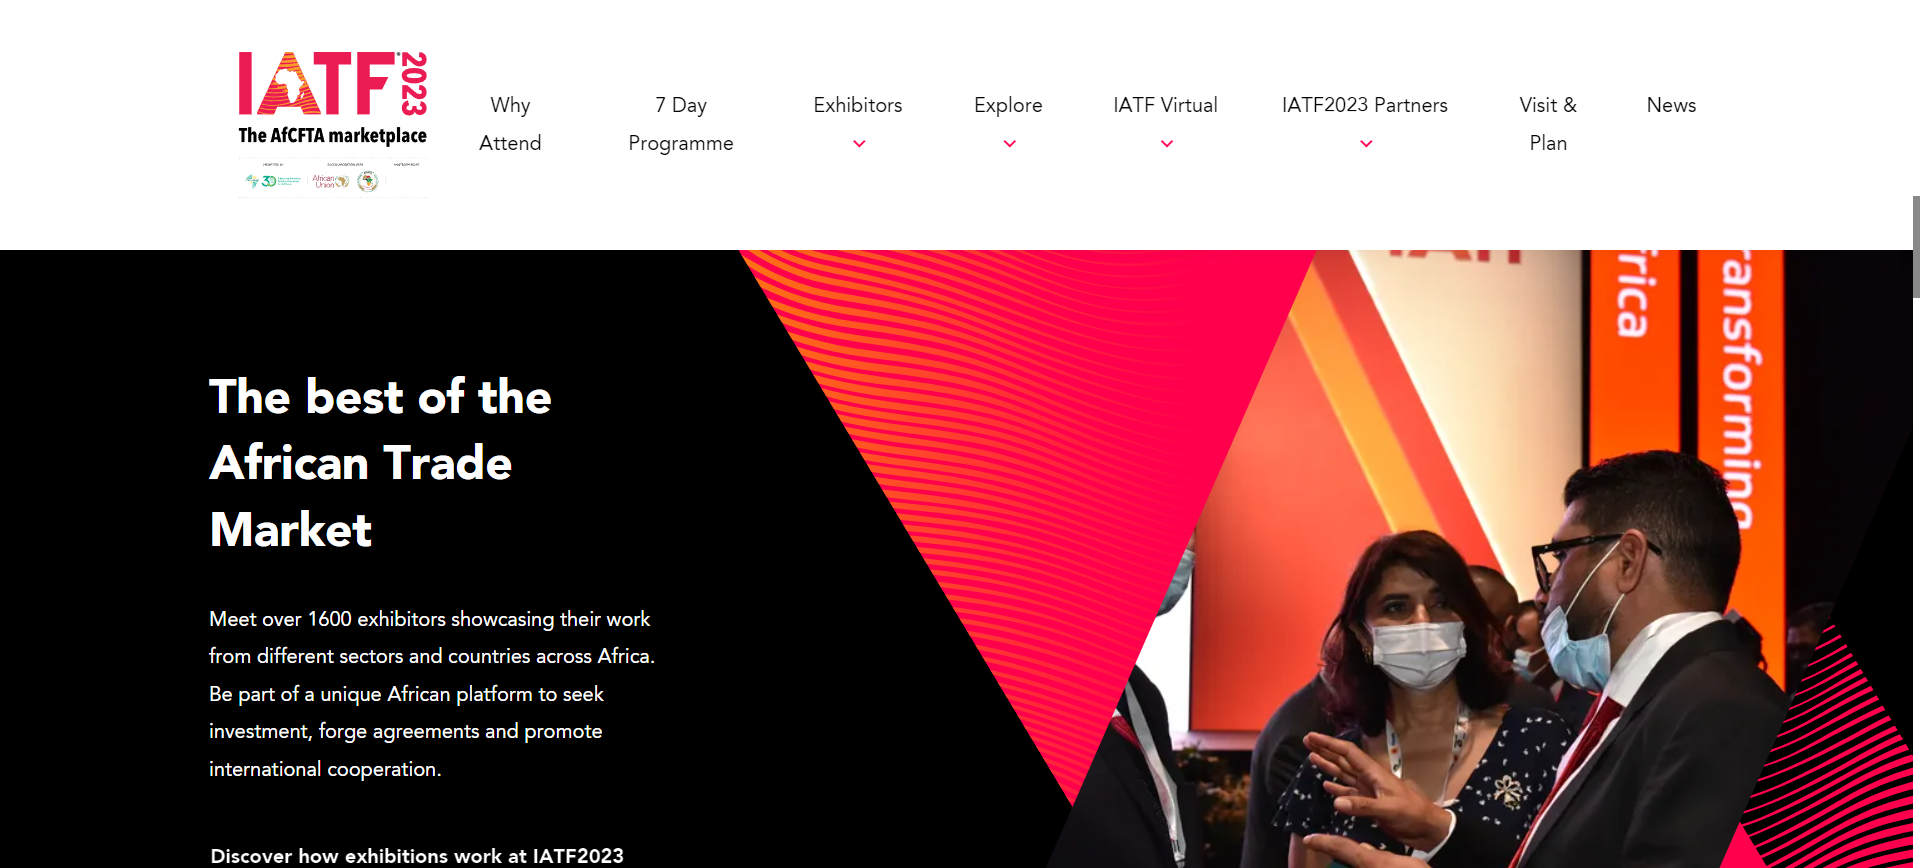 IATF 2023
The AfCFTA marketplace
African Union
Why Attend
7 Day Programme
Exhibitors
Explore
IATF Virtual
IATF2023 Partners
Visit & Plan
News
The best of the
African Trade
Market
Meet over 1600 exhibitors showcasing their work
from different sectors and countries across Africa.
Be part of a unique African platform to seek
investment, forge agreements and promote
international cooperation.
Discover how exhibitions work at IATF2023
frica
ransforming